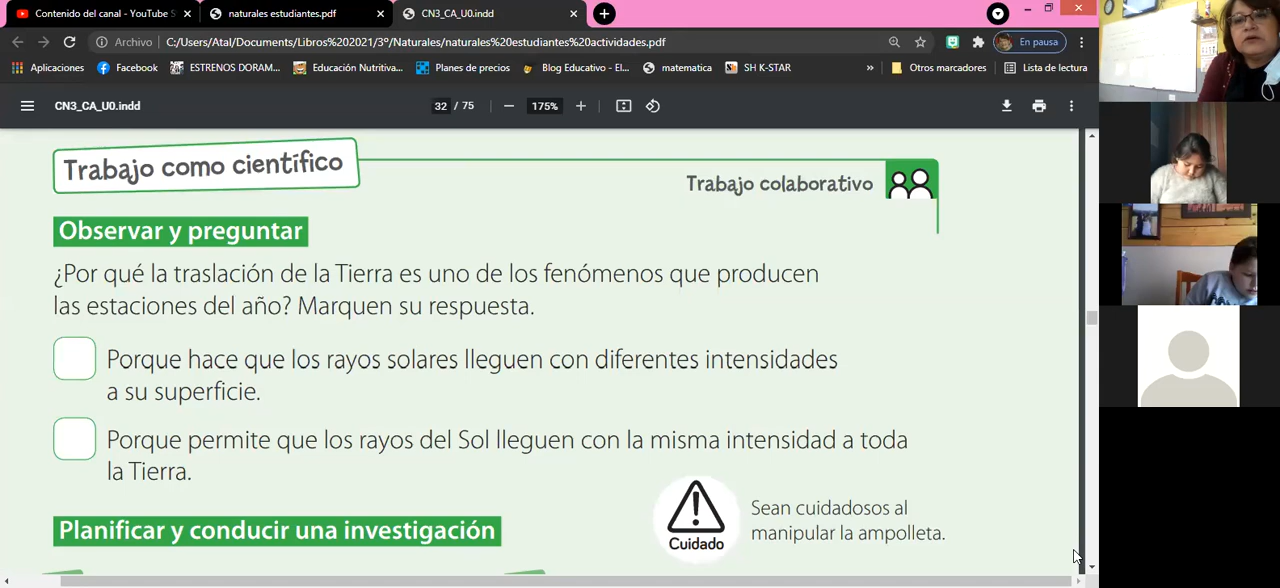 Contenido del canal - YouTube S
naturales estudiantes.pdf
CN3_CA_U0.indd
Archivo
C:/Users/Atal/Documents/Libros%202021/3º/Naturales/naturales%20estudiantes%20actividades.pdf
En pausa
Aplicaciones
Facebook
ESTRENOS DORAM...
Educación Nutritiva...
Planes de precios
Blog Educativo - El...
matematica
SH K-STAR
»
Otros marcadores
Lista de lectura
CN3_CA_U0.indd
32 / 75
175%
Trabajo como científico
Trabajo colaborativo
Observar y preguntar
¿Por qué la traslación de la Tierra es uno de los fenómenos que producen
las estaciones del año? Marquen su respuesta.
Porque hace que los rayos solares lleguen con diferentes intensidades
a su superficie.
Porque permite que los rayos del Sol lleguen con la misma intensidad a toda
la Tierra.
Planificar y conducir una investigación
Cuidado
Sean cuidadosos al
manipular la ampolleta.